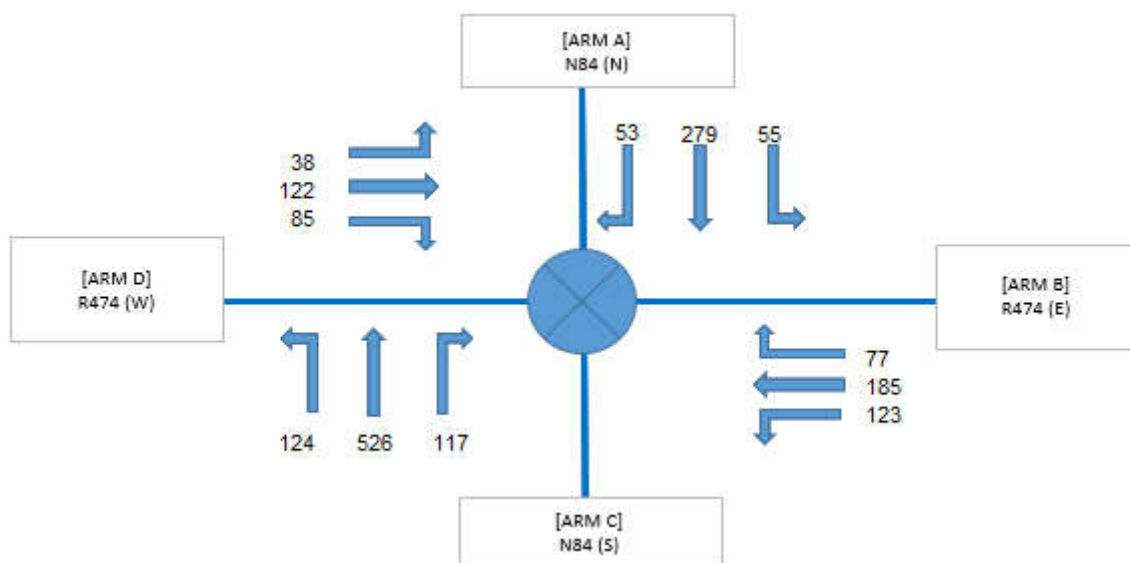 [ARM A]
N84 (N)
53 279 55
38
122
85
[ARM D]
R474 (W)
[ARM B]
R474 (E)
77
185
123
124 526 117
[ARM C]
N84 (S)